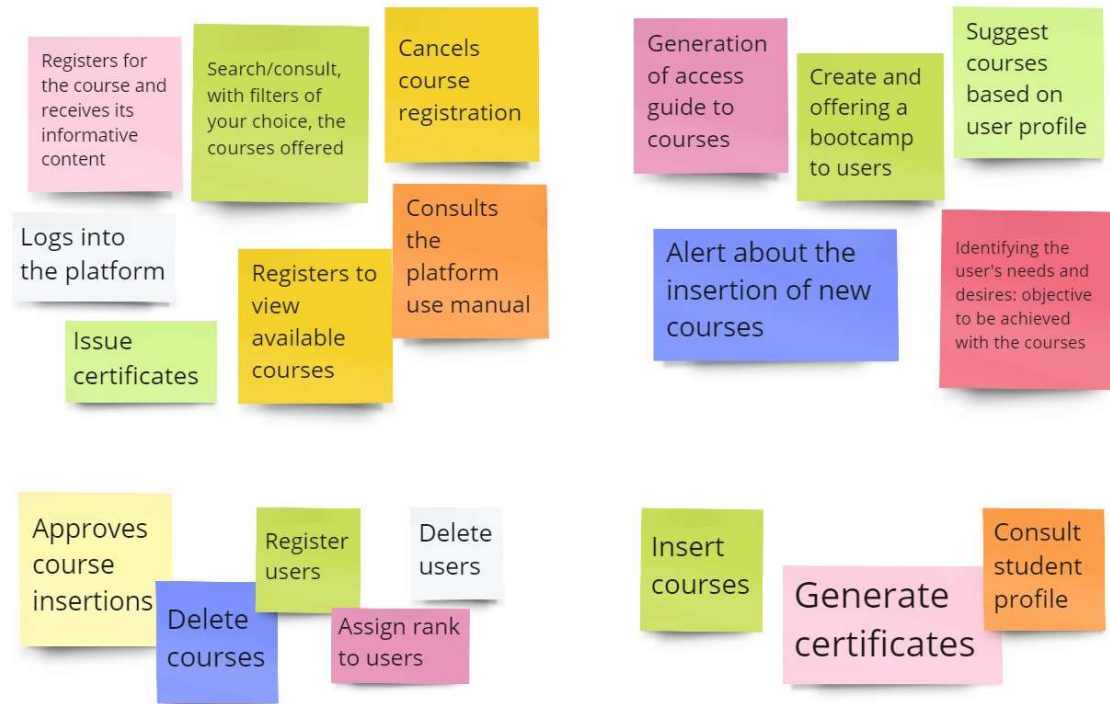 Registers for
the course and
receives its
informative
content
Search/consult,
with filters of
your choice, the
courses offered
Cancels
course
registration
Logs into
the platform
Issue
certificates
Registers to
view
available
courses
Consults
the
platform
use manual
Generation
of access
guide to
courses
Create and
offering a
bootcamp
to users
Suggest
courses
based on
user profile
Alert about the
insertion of new
courses
Identifying the
user's needs and
desires: objective
to be achieved
with the courses
Approves
course
insertions
Delete
courses
Register
users
Assign rank
to users
Delete
users
Insert
courses
Generate
certificates
Consult
student
profile